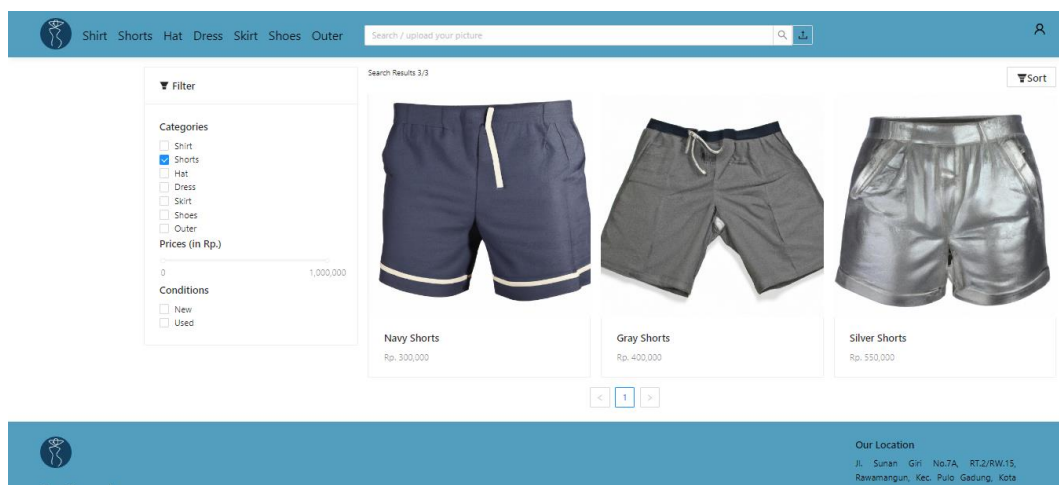 Shirt Shorts Hat Dress Skirt Shoes Outer
Search / upload your picture
Filter
Categories
Shirt
Shorts
Hat
Dress
Skirt
Shoes
Outer
Prices (in Rp.)
0 1,000,000
Conditions
New
Used
Search Results 3/3
Sort
Navy Shorts
Rp. 300,000
Gray Shorts
Rp. 400,000
Silver Shorts
Rp. 550,000
< 1 >
Our Location
Jl. Sunan Giri No.7A, RT.2/RW.15,
Rawamangun, Kec. Pulo Gadung, Kota